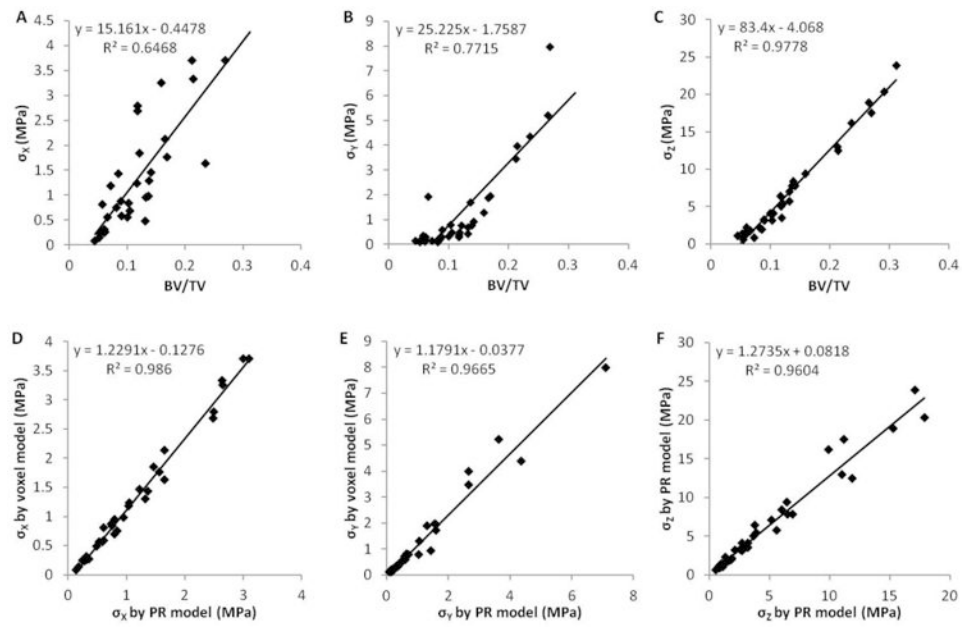 A
y = 15.161x - 0.4478
R² = 0.6468
σX (MPa)
4.5
4
3.5
3
2.5
2
1.5
1
0.5
0
0 0.1 0.2 0.3 0.4
BV/TV
B
y = 25.225x - 1.7587
R² = 0.7715
σY (MPa)
9
8
7
6
5
4
3
2
1
0
0 0.1 0.2 0.3 0.4
BV/TV
C
y = 83.4x - 4.068
R² = 0.9778
σZ (MPa)
30
25
20
15
10
5
0
0 0.1 0.2 0.3 0.4
BV/TV
D
y = 1.2291x - 0.1276
R² = 0.986
σX by voxel model (MPa)
4
3.5
3
2.5
2
1.5
1
0.5
0
0 1 2 3 4
σX by PR model (MPa)
E
y = 1.1791x - 0.0377
R² = 0.9665
σY by voxel model (MPa)
9
8
7
6
5
4
3
2
1
0
0 2 4 6 8
σY by PR model (MPa)
F
y = 1.2735x + 0.0818
R² = 0.9604
σZ by PR model (MPa)
30
25
20
15
10
5
0
0 5 10 15 20
σZ by PR model (MPa)